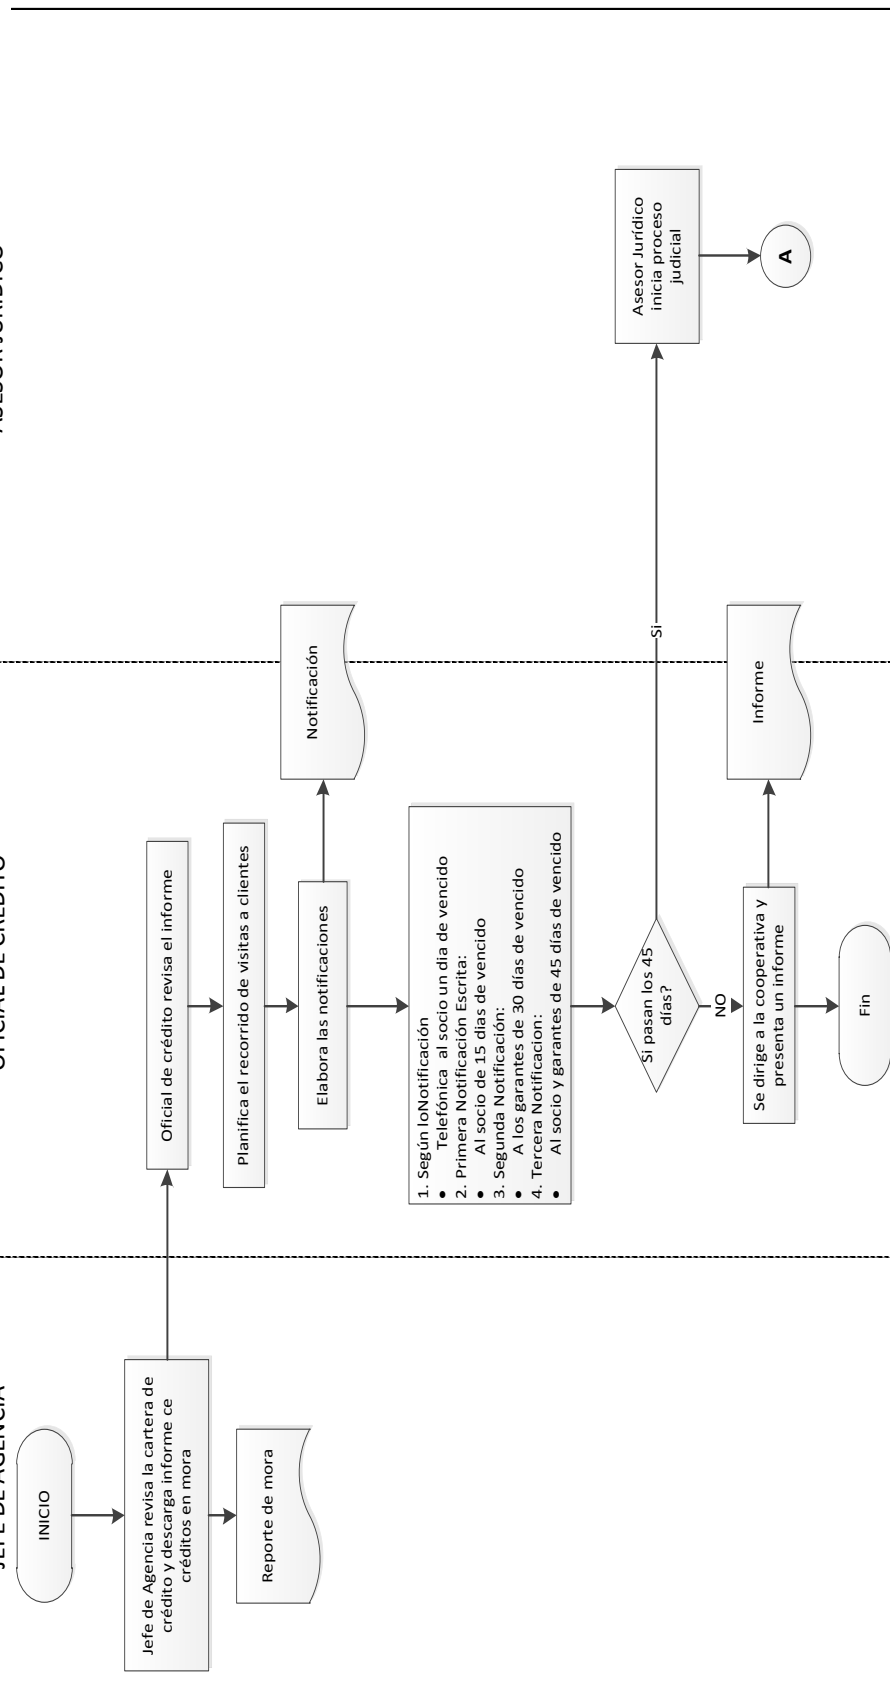 JEFE DE AGENCIA
OFICIAL DE CRÉDITO
ASESOR JURÍDICO
INICIO
Jefe de Agencia revisa la cartera de
crédito y descarga informe ce
créditos en mora
Reporte de mora
Oficial de crédito revisa el informe
Planifica el recorrido de visitas a clientes
Elabora las notificaciones
Notificación
1. Según loNotificación
● Telefónica al socio un dia de vencido
2. Primera Notificación Escrita:
● Al socio de 15 días de vencido
3. Segunda Notificación:
● A los garantes de 30 días de vencido
4. Tercera Notificacion:
● Al socio y garantes de 45 días de vencido
Si pasan los 45
días?
Si
NO
Asesor Jurídico
inicia proceso
judicial
A
Se dirige a la cooperativa y
presenta un informe
Informe
Fin